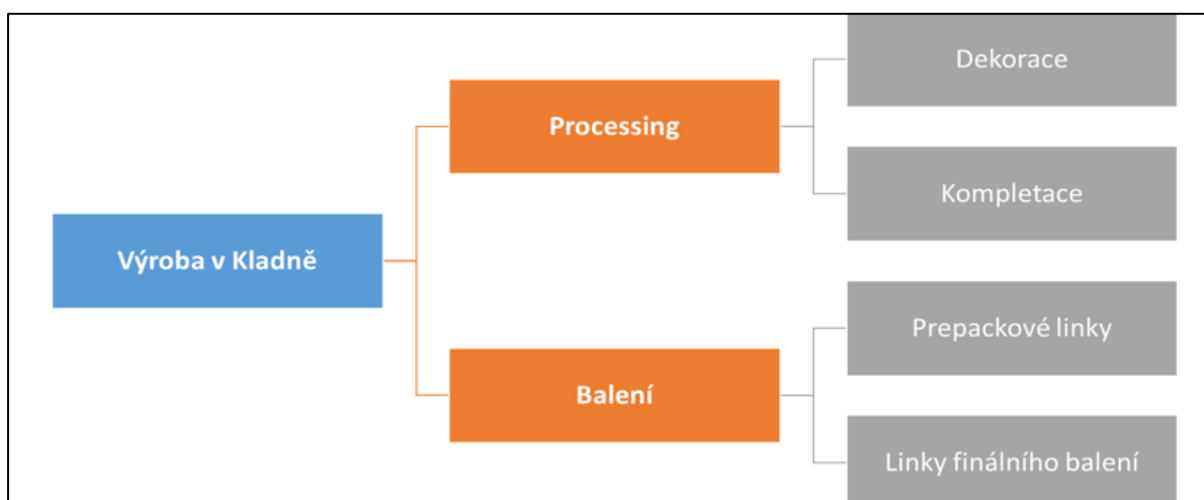 Dekorace
Processing
Kompletace
Výroba v Kladně
Prepackové linky
Balení
Linky finálního balení